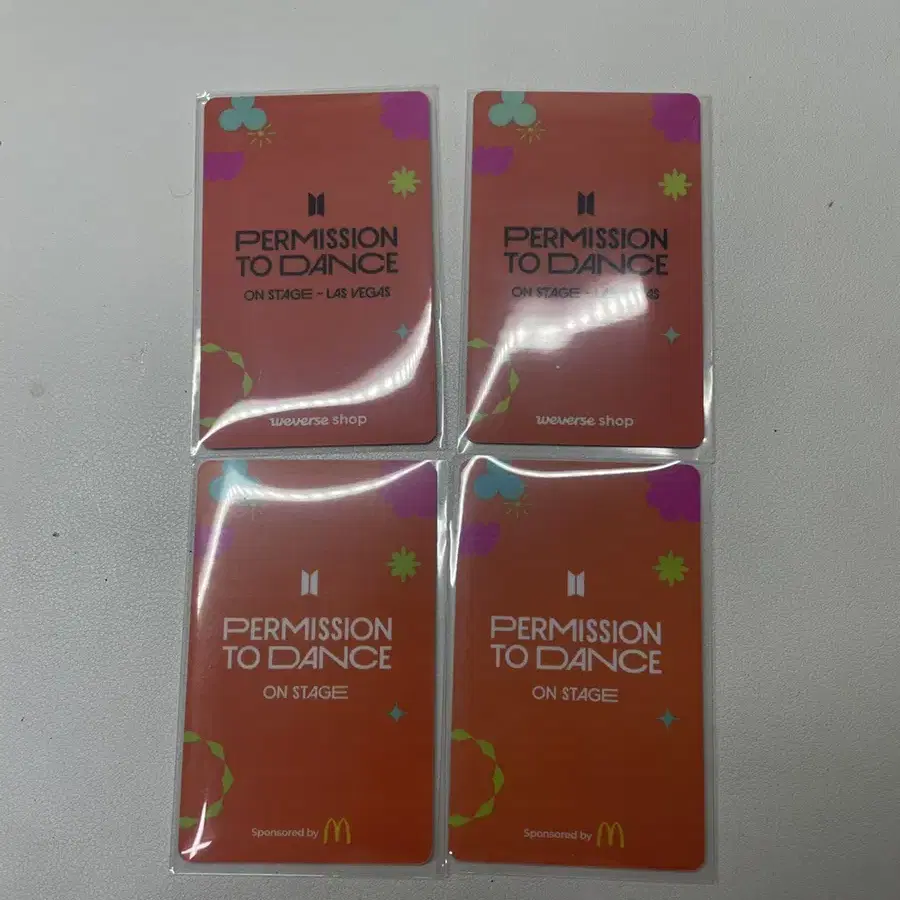 PERMISSION
TO DANCE
ON STAGE - LAS VEGAS
weverse shop
PERMISSION
TO DANCE
ON STAGE - AS
weverse shop
PERMISSION
TO DANCE
ON STAGE
Sponsored by
PERMISSION
TO DANCE
ON STAGE
Sponsored by